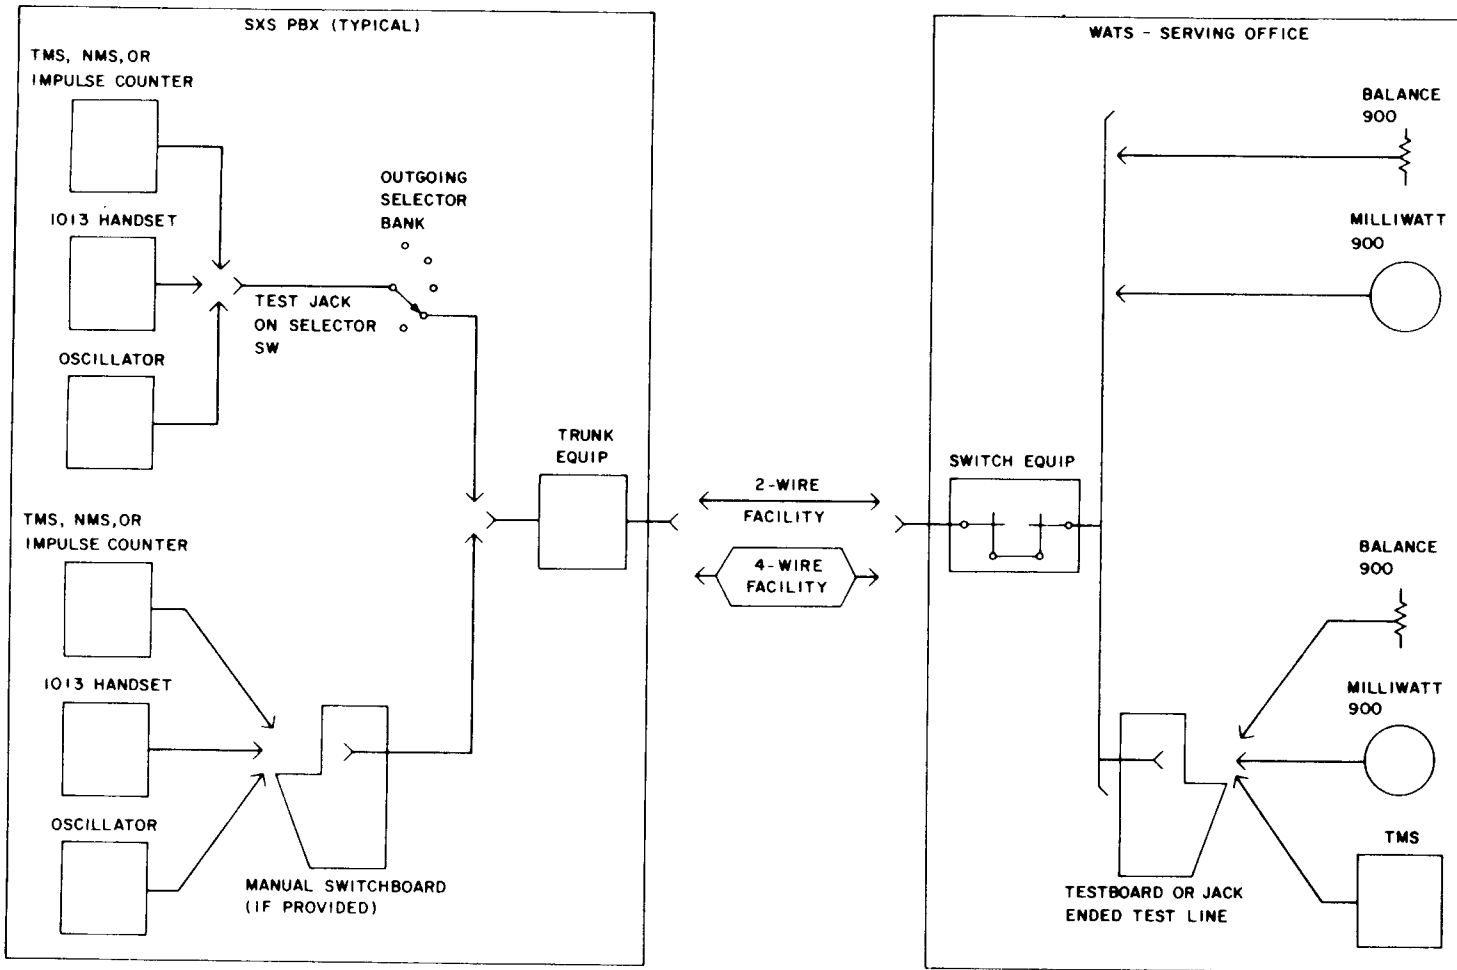 SXS PBX (TYPICAL)
TMS, NMS, OR
IMPULSE COUNTER
1013 HANDSET
OSCILLATOR
OUTGOING
SELECTOR
BANK
TEST JACK
ON SELECTOR
SW
TRUNK
EQUIP
TMS, NMS, OR
IMPULSE COUNTER
1013 HANDSET
OSCILLATOR
MANUAL SWITCHBOARD
(IF PROVIDED)
2-WIRE
FACILITY
4-WIRE
FACILITY
WATS - SERVING OFFICE
BALANCE
900
MILLIWATT
900
SWITCH EQUIP
BALANCE
900
MILLIWATT
900
TMS
TESTBOARD OR JACK
ENDED TEST LINE